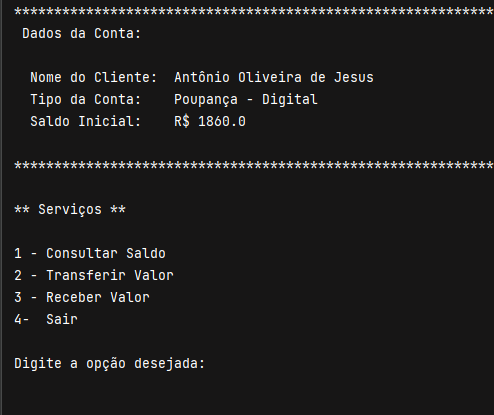 ************************************************************
Dados da Conta:
Nome do Cliente: Antônio Oliveira de Jesus
Tipo da Conta: Poupança - Digital
Saldo Inicial: R$ 1860.0
************************************************************
** Serviços **
1 - Consultar Saldo
2 - Transferir Valor
3 - Receber Valor
4- Sair
Digite a opção desejada: